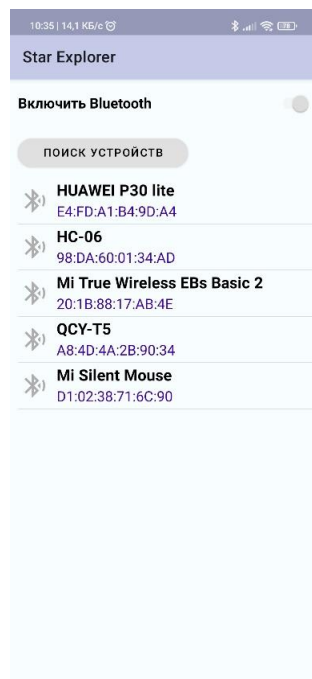 10:35 | 14,1 КБ/с
78
Star Explorer
Включить Bluetooth
ПОИСК УСТРОЙСТВ
HUAWEI P30 lite
E4:FD:A1:B4:9D:A4
HC-06
98:DA:60:01:34:AD
Mi True Wireless EBs Basic 2
20:1B:88:17:AB:4E
QCY-T5
A8:4D:4A:2B:90:34
Mi Silent Mouse
D1:02:38:71:6C:90